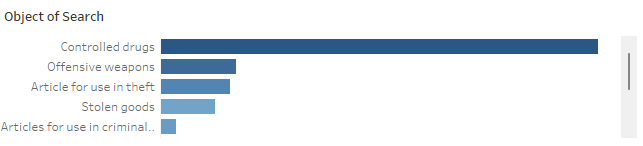 Object of Search
Controlled drugs
Offensive weapons
Article for use in theft
Stolen goods
Articles for use in criminal..